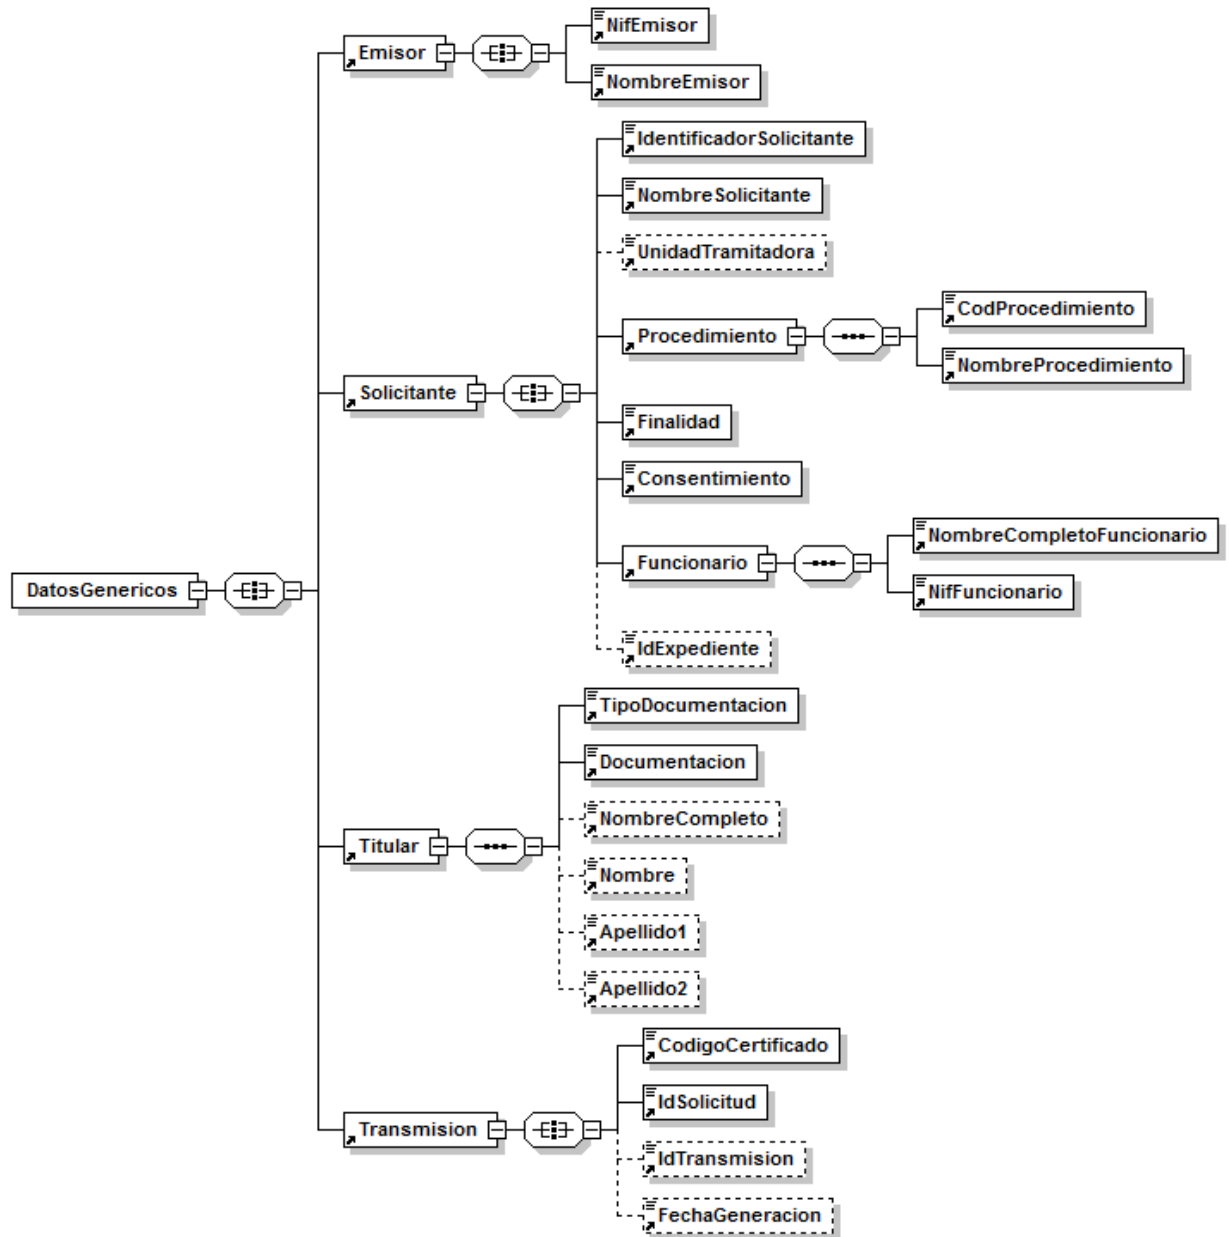 Emisor
NifEmisor
NombreEmisor
IdentificadorSolicitante
NombreSolicitante
UnidadTramitadora
Procedimiento
CodProcedimiento
NombreProcedimiento
Solicitante
Finalidad
Consentimiento
Funcionario
NombreCompletoFuncionario
NifFuncionario
DatosGenericos
IdExpediente
TipoDocumentacion
Documentacion
NombreCompleto
Titular
Nombre
Apellido1
Apellido2
CodigoCertificado
IdSolicitud
Transmision
IdTransmision
FechaGeneracion